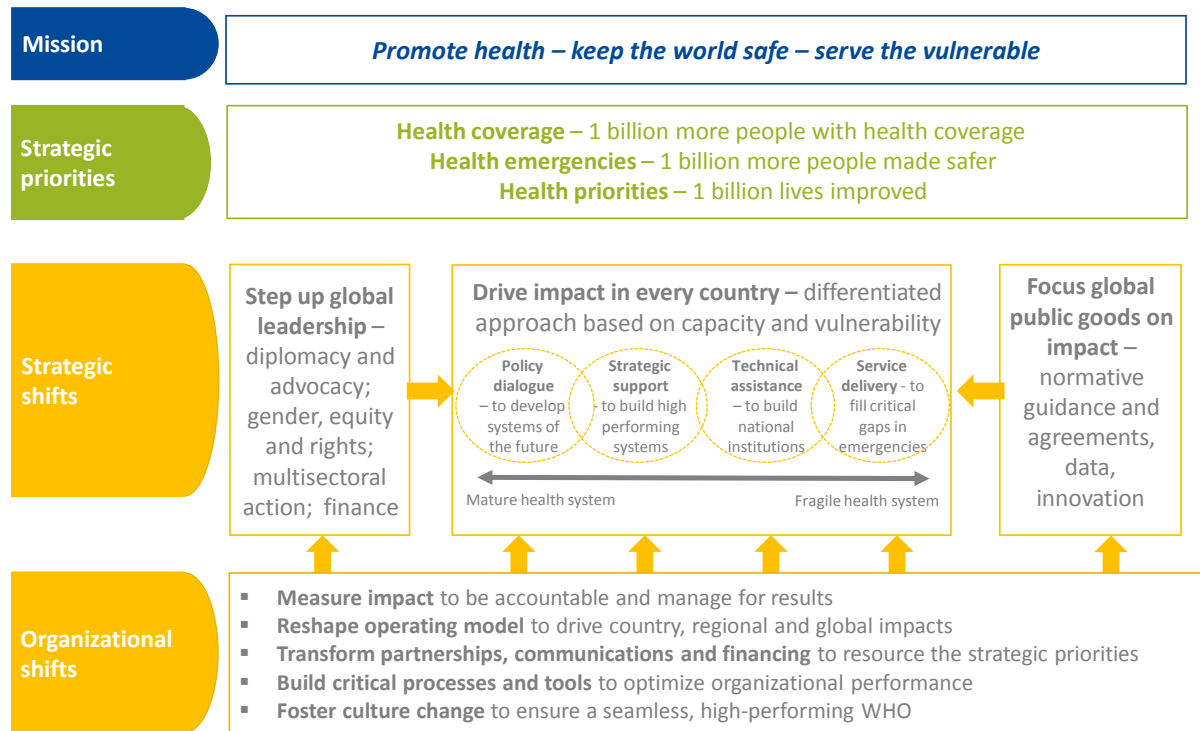 Mission
Promote health – keep the world safe – serve the vulnerable
Strategic
priorities
Health coverage – 1 billion more people with health coverage
Health emergencies – 1 billion more people made safer
Health priorities – 1 billion lives improved
Strategic
shifts
Step up global
leadership –
diplomacy and
advocacy;
gender, equity
and rights;
multisectoral
action; finance
Drive impact in every country – differentiated
approach based on capacity and vulnerability
Policy
dialogue
– to develop
systems of
the future
Strategic
support
- to build high
performing
systems
Technical
assistance
– to build
national
institutions
Service
delivery - to
fill critical
gaps in
emergencies
Mature health system
Fragile health system
Focus global
public goods on
impact –
normative
guidance and
agreements,
data,
innovation
Organizational
shifts
▪ Measure impact to be accountable and manage for results
▪ Reshape operating model to drive country, regional and global impacts
▪ Transform partnerships, communications and financing to resource the strategic priorities
▪ Build critical processes and tools to optimize organizational performance
▪ Foster culture change to ensure a seamless, high-performing WHO